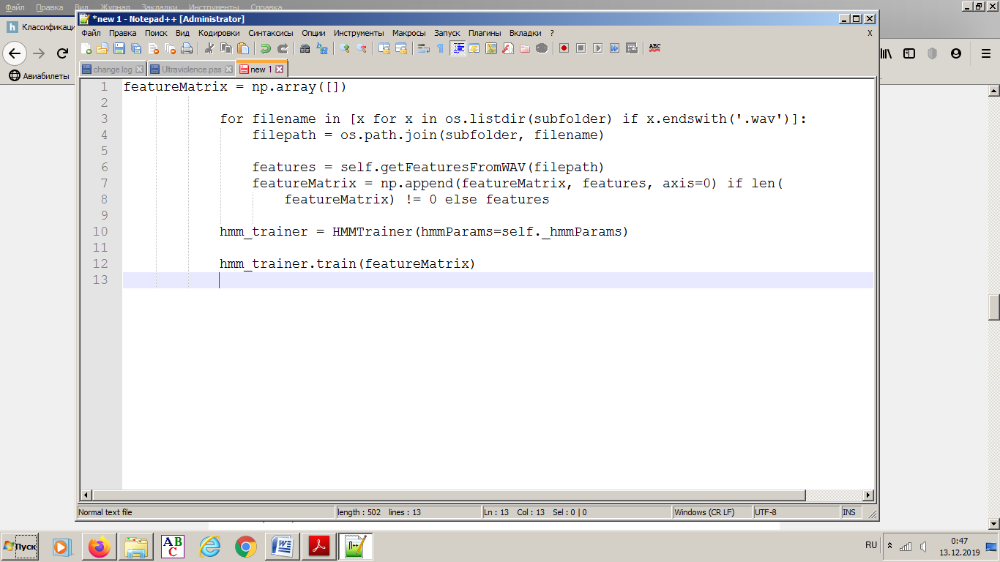 Файл Правка Вид Журнал Закладки Инструменты Справка
*new 1 - Notepad++ [Administrator]
h Классификаци
Файл Правка Поиск Вид Кодировки Синтаксисы Опции Инструменты Макросы Запуск Плагины Вкладки ? X
ABC
Авиабилеты
change.log Ultraviolence.pas new 1
1 featureMatrix = np.array([])
2
3 for filename in [x for x in os.listdir(subfolder) if x.endswith('.wav')]:
4 filepath = os.path.join(subfolder, filename)
5
6 features = self.getFeaturesFromWAV(filepath)
7 featureMatrix = np.append(featureMatrix, features, axis=0) if len(
8 featureMatrix) != 0 else features
9
10 hmm_trainer = HMMTrainer(hmmParams=self._hmmParams)
11
12 hmm_trainer.train(featureMatrix)
13
Normal text file length : 502 lines : 13 Ln : 13 Col : 13 Sel : 0 | 0 Windows (CR LF) UTF-8 INS
Пуск
AB
C
RU
0:47
13.12.2019